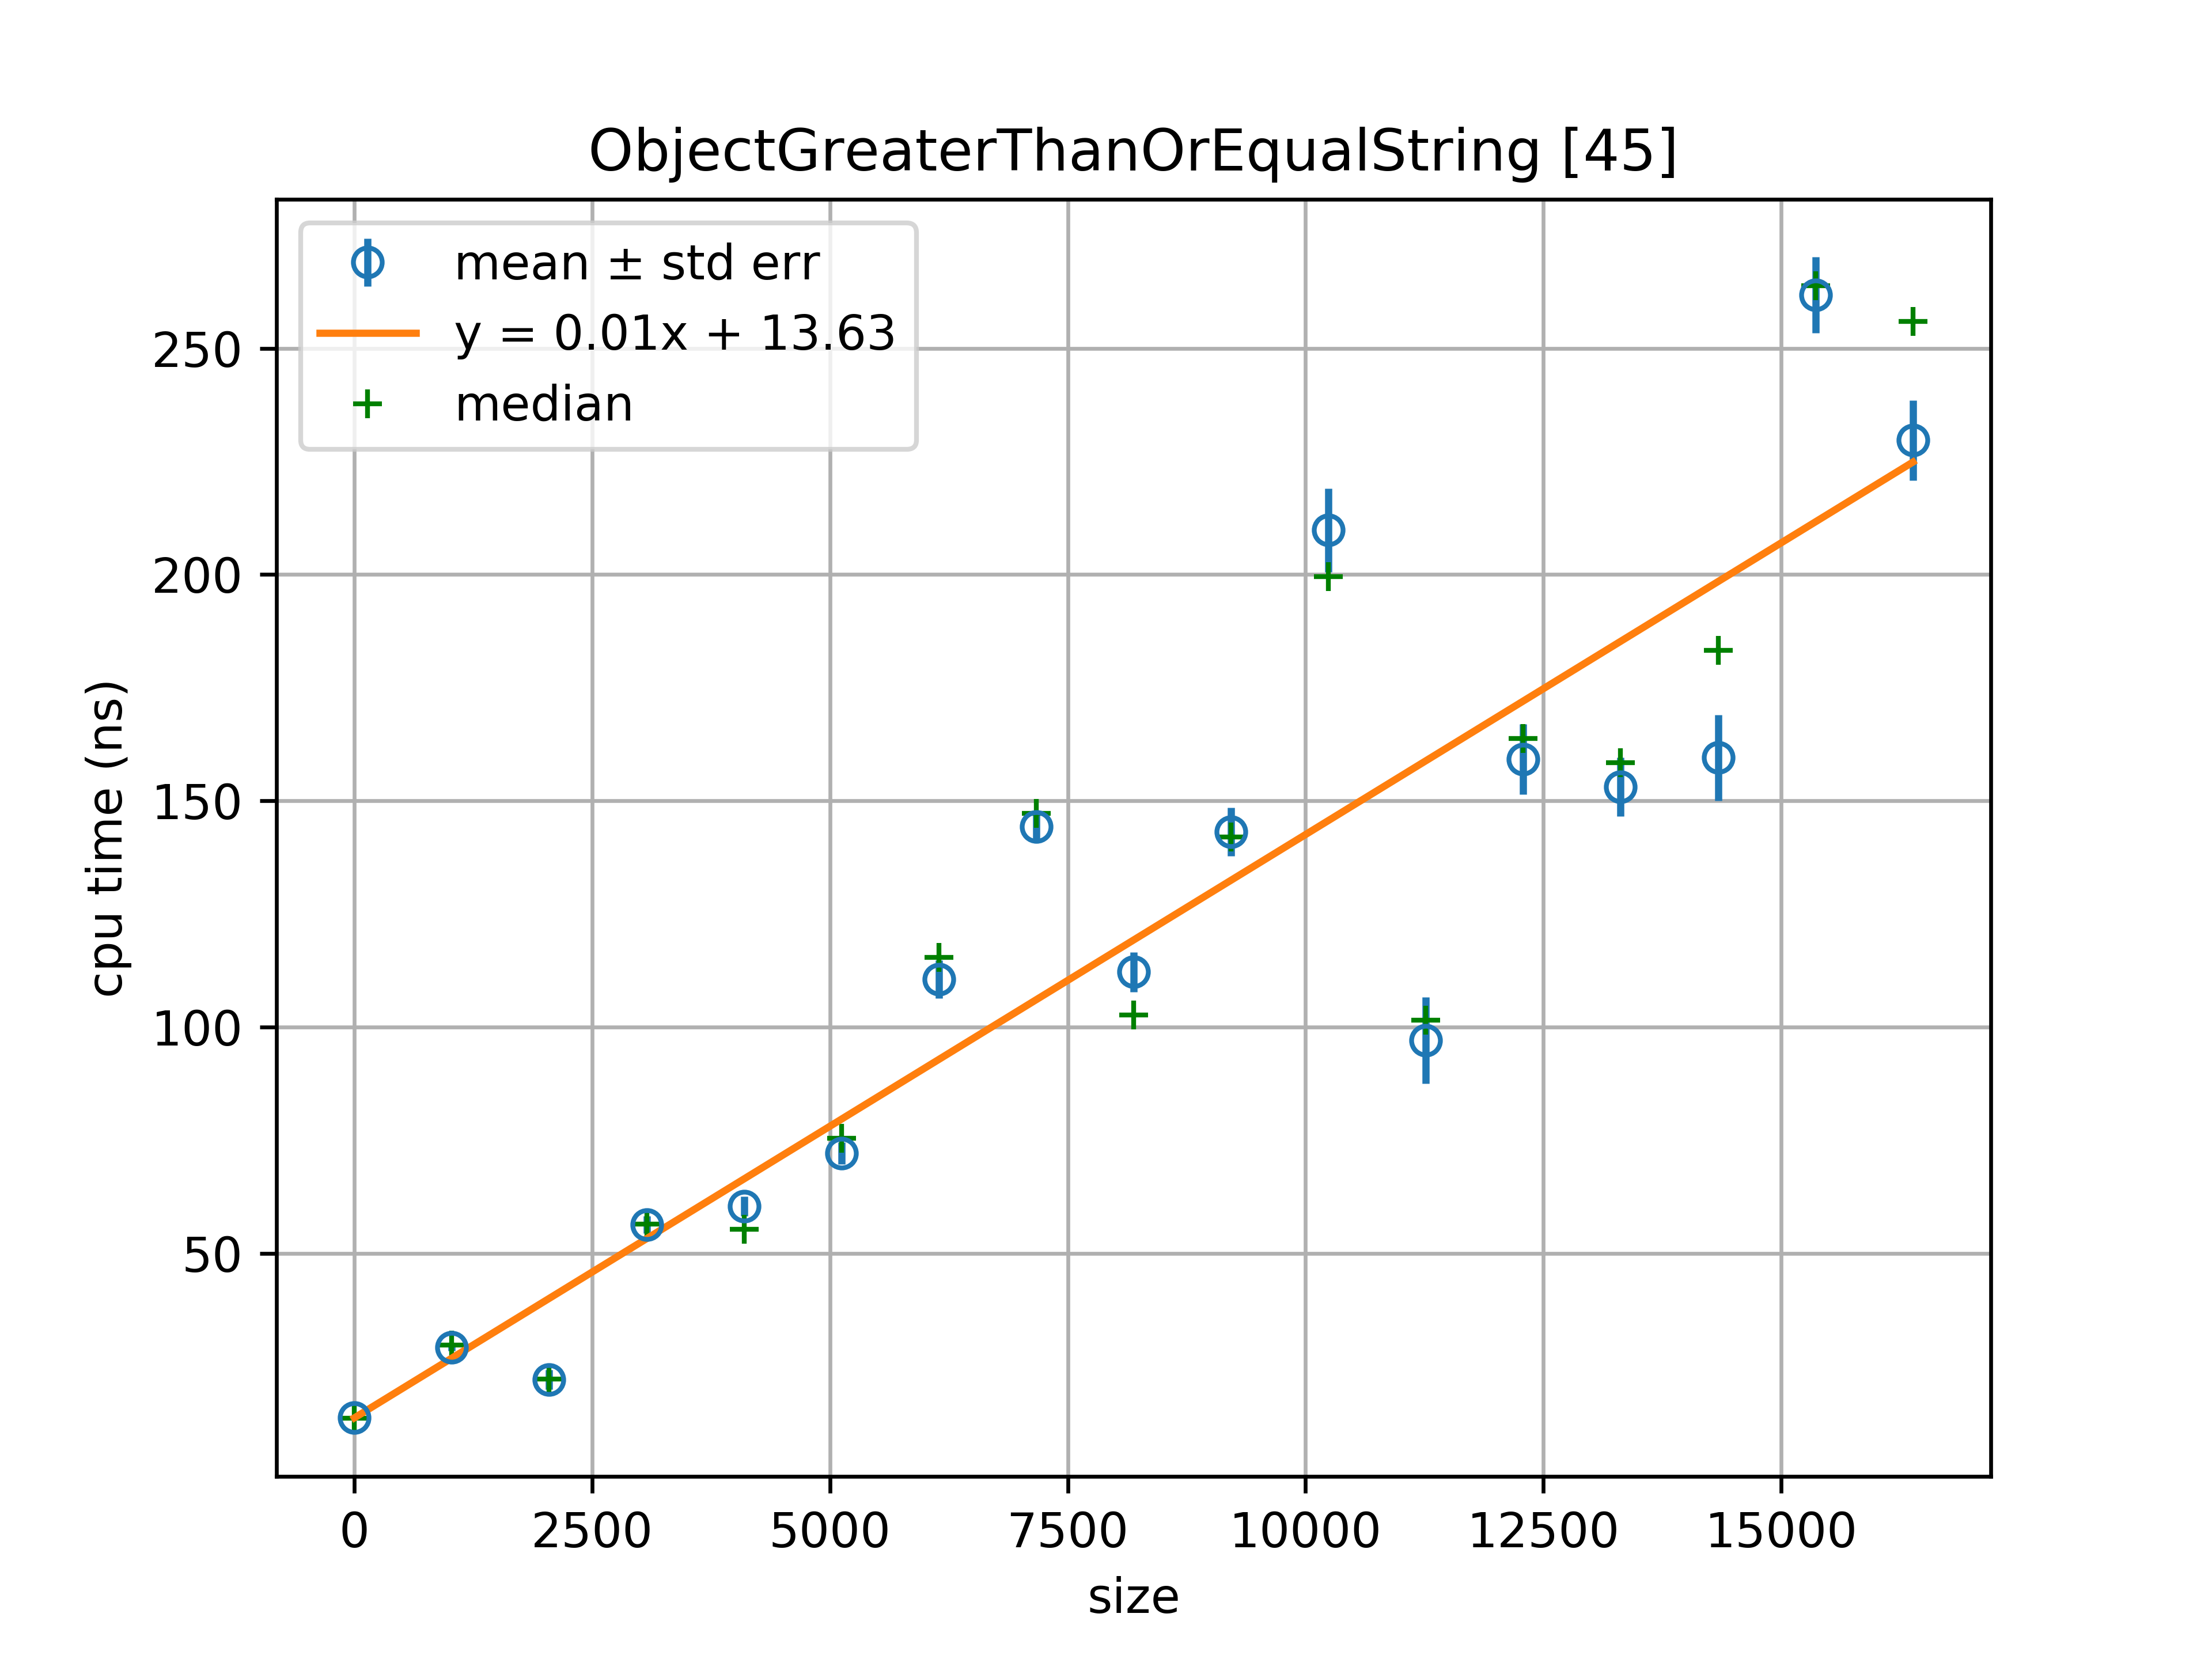 ObjectGreaterThanOrEqualString [45]
mean ± std err
y = 0.01x + 13.63
median
250
200
150
100
50
cpu time (ns)
0 2500 5000 7500 10000 12500 15000
size